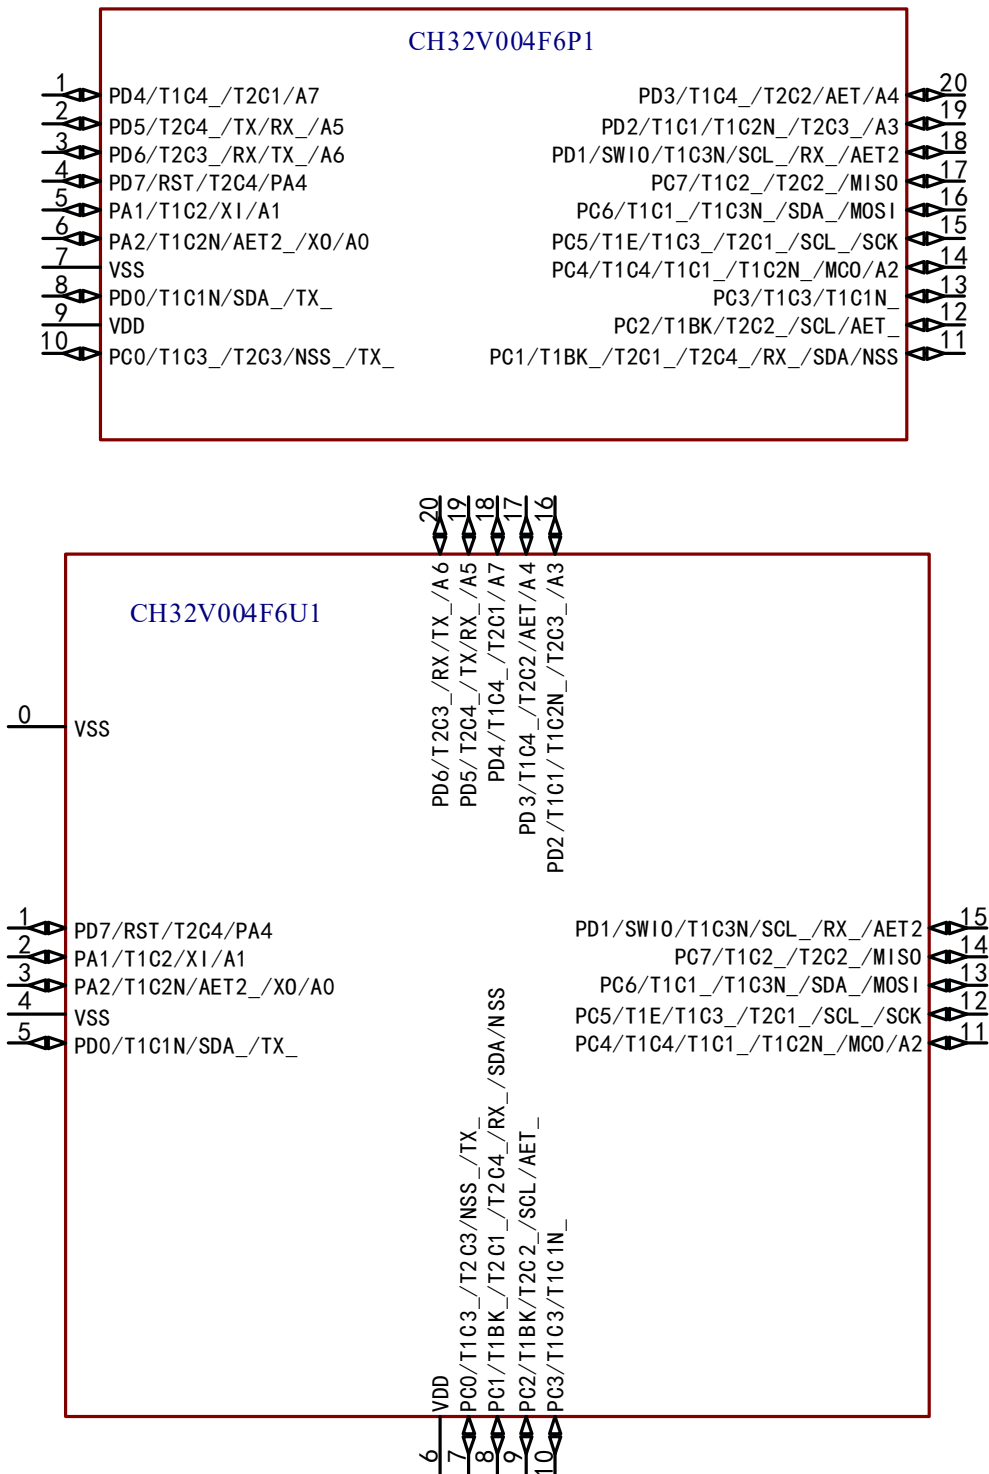 CH32V004F6P1
1 PD4/T1C4_/T2C1/A7
2 PD5/T2C4_/TX/RX_/A5
3 PD6/T2C3_/RX/TX_/A6
4 PD7/RST/T2C4/PA4
5 PA1/T1C2/XI/A1
6 PA2/T1C2N/AET2_/XO/A0
7 VSS
8 PD0/T1C1N/SDA_/TX_
9 VDD
10 PC0/T1C3_/T2C3/NSS_/TX_
PD3/T1C4_/T2C2/AET/A4 20
PD2/T1C1/T1C2N_/T2C3_/A3 19
PD1/SWIO/T1C3N/SCL_/RX_/AET2 18
PC7/T1C2_/T2C2_/MISO 17
PC6/T1C1_/T1C3N_/SDA_/MOSI 16
PC5/T1E/T1C3_/T2C1_/SCL_/SCK 15
PC4/T1C4/T1C1_/T1C2N_/MCO/A2 14
PC3/T1C3/T1C1N_ 13
PC2/T1BK/T2C2_/SCL/AET_ 12
PC1/T1BK_/T2C1_/T2C4_/RX_/SDA/NSS 11
CH32V004F6U1
20 PD6/T2C3_/RX/TX_/A6
19 PD5/T2C4_/TX/RX_/A5
18 PD4/T1C4_/T2C1/A7
17 PD3/T1C4_/T2C2/AET/A4
16 PD2/T1C1/T1C2N_/T2C3_/A3
0 VSS
1 PD7/RST/T2C4/PA4
2 PA1/T1C2/XI/A1
3 PA2/T1C2N/AET2_/XO/A0
4 VSS
5 PD0/T1C1N/SDA_/TX_
PD1/SWIO/T1C3N/SCL_/RX_/AET2 15
PC7/T1C2_/T2C2_/MISO 14
PC6/T1C1_/T1C3N_/SDA_/MOSI 13
PC5/T1E/T1C3_/T2C1_/SCL_/SCK 12
PC4/T1C4/T1C1_/T1C2N_/MCO/A2 11
6 VDD
7 PC0/T1C3_/T2C3/NSS_/TX_
8 PC1/T1BK_/T2C1_/T2C4_/RX_/SDA/NSS
9 PC2/T1BK/T2C2_/SCL/AET_
10 PC3/T1C3/T1C1N_